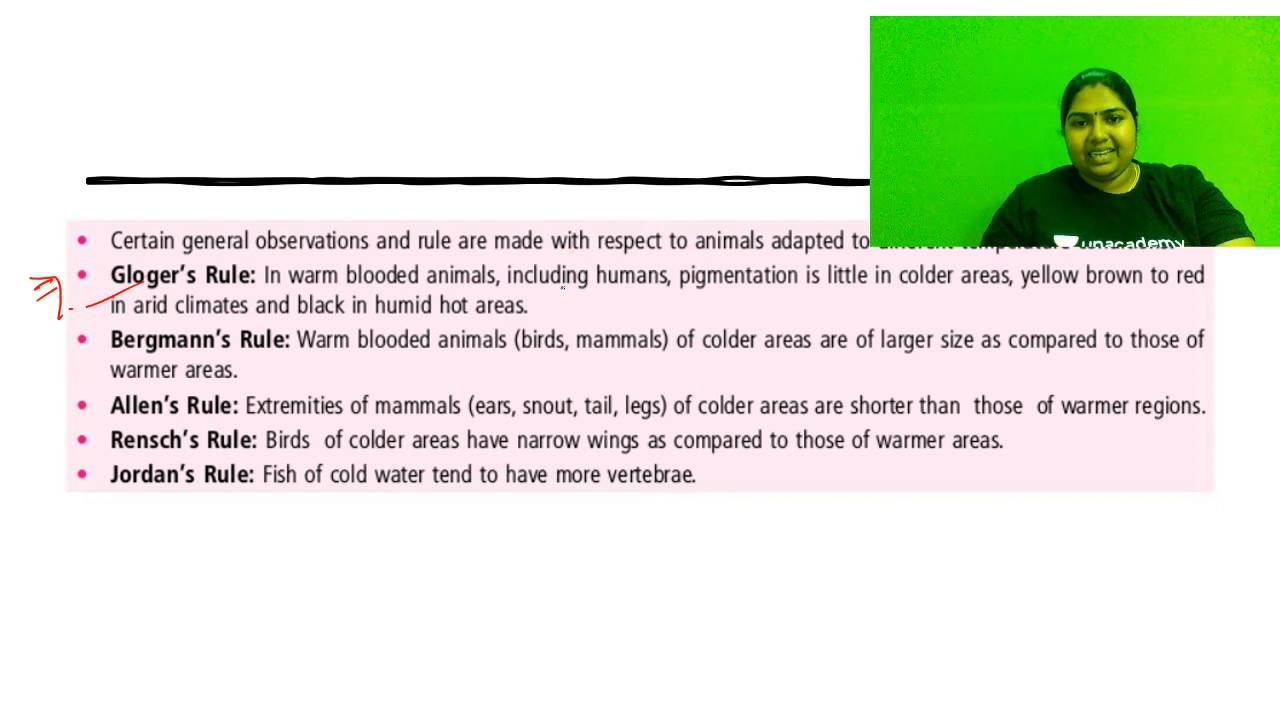 • Certain general observations and rule are made with respect to animals adapted to
• Gloger's Rule: In warm blooded animals, including humans, pigmentation is little in colder areas, yellow brown to red
in arid climates and black in humid hot areas.
• Bergmann's Rule: Warm blooded animals (birds, mammals) of colder areas are of larger size as compared to those of
warmer areas.
• Allen's Rule: Extremities of mammals (ears, snout, tail, legs) of colder areas are shorter than those of warmer regions.
• Rensch's Rule: Birds of colder areas have narrow wings as compared to those of warmer areas.
• Jordan's Rule: Fish of cold water tend to have more vertebrae.
unacademy